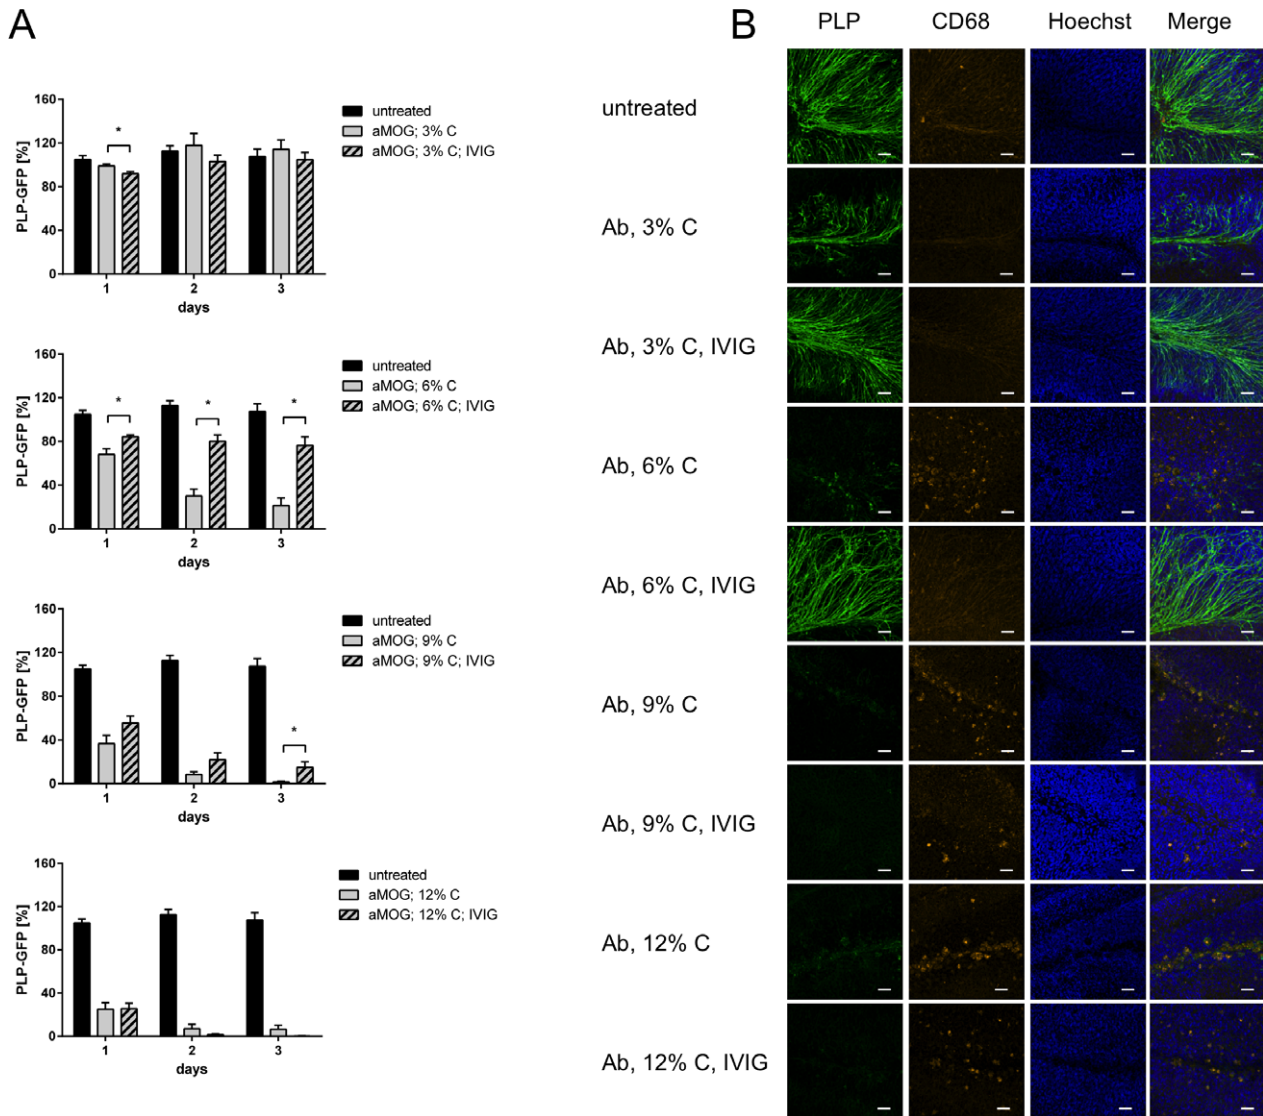 A
160
120
80
40
0
PLP-GFP [%]
*
1 2 3
days
untreated
aMOG; 3% C
aMOG; 3% C; IVIG
160
120
80
40
0
PLP-GFP [%]
* * *
1 2 3
days
untreated
aMOG; 6% C
aMOG; 6% C; IVIG
160
120
80
40
0
PLP-GFP [%]
*
1 2 3
days
untreated
aMOG; 9% C
aMOG; 9% C; IVIG
160
120
80
40
0
PLP-GFP [%]
1 2 3
days
untreated
aMOG; 12% C
aMOG; 12% C; IVIG
B
PLP CD68 Hoechst Merge
untreated
Ab, 3% C
Ab, 3% C, IVIG
Ab, 6% C
Ab, 6% C, IVIG
Ab, 9% C
Ab, 9% C, IVIG
Ab, 12% C
Ab, 12% C, IVIG